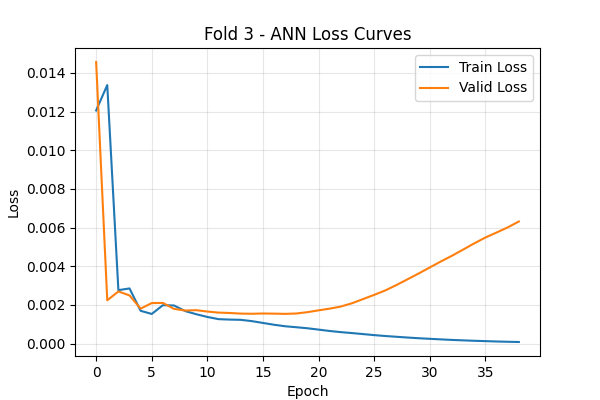 Fold 3 - ANN Loss Curves
Train Loss
Valid Loss
0.014
0.012
0.010
0.008
0.006
0.004
0.002
0.000
Loss
0 5 10 15 20 25 30 35
Epoch